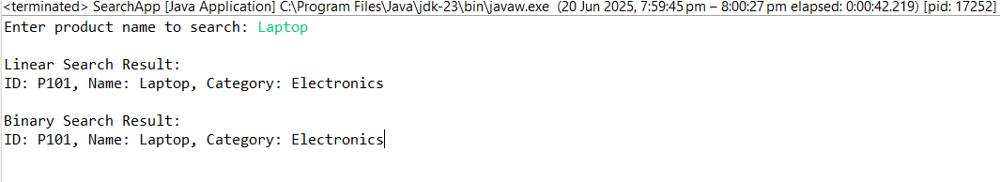 <terminated> SearchApp [Java Application] C:\Program Files\Java\jdk-23\bin\javaw.exe (20 Jun 2025, 7:59:45 pm – 8:00:27 pm elapsed: 0:00:42.219) [pid: 17252]
Enter product name to search: Laptop
Linear Search Result:
ID: P101, Name: Laptop, Category: Electronics
Binary Search Result:
ID: P101, Name: Laptop, Category: Electronics